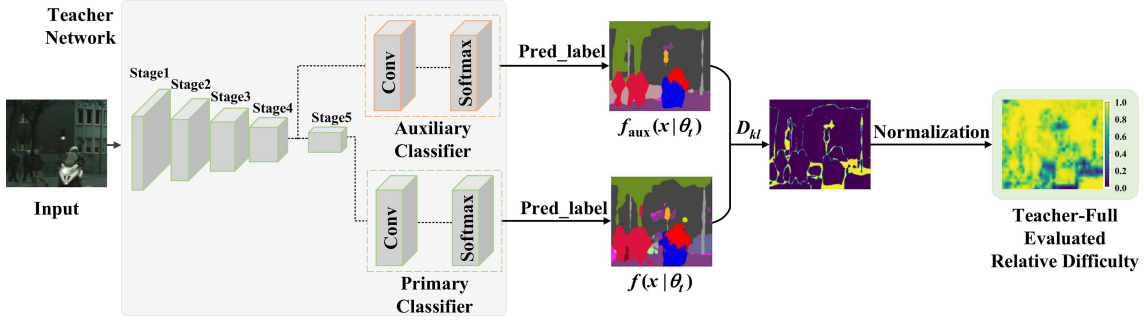 Teacher
Network
Stage1
Stage2
Stage3
Stage4
Stage5
Conv
Softmax
Auxiliary
Classifier
Conv
Softmax
Primary
Classifier
Input
Pred_label
f_aux(x|θ_t)
Pred_label
f(x|θ_t)
D_kl
Normalization
1.0
0.8
0.6
0.4
0.2
0.0
Teacher-Full
Evaluated
Relative Difficulty